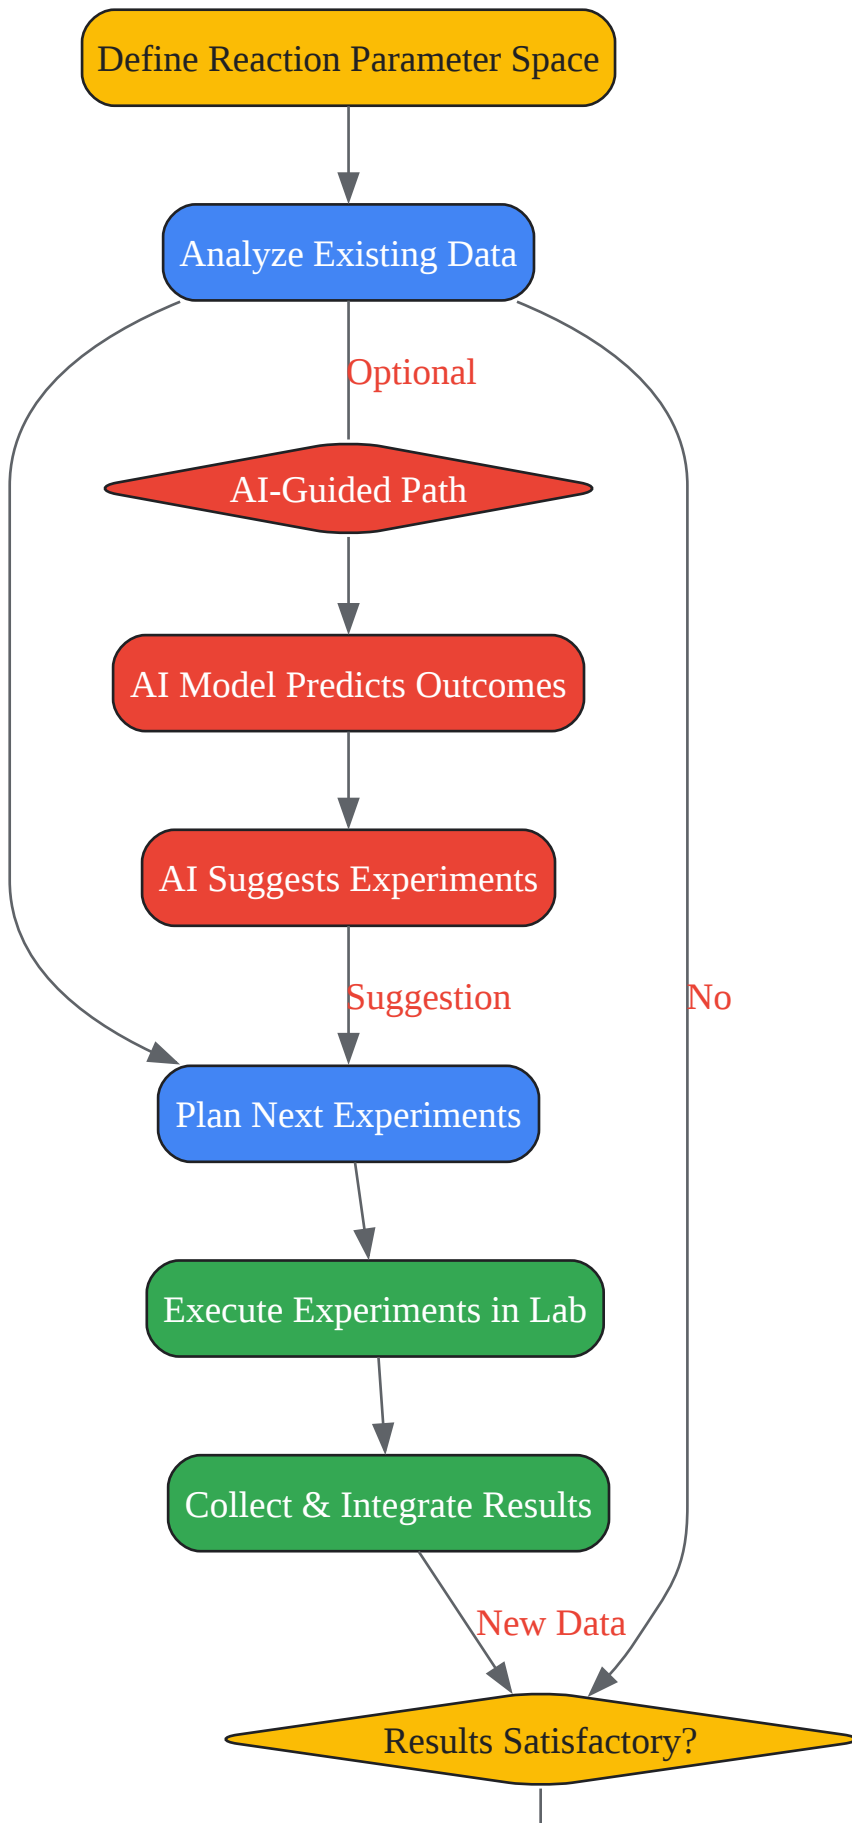 Define Reaction Parameter Space
Analyze Existing Data
Optional
AI-Guided Path
AI Model Predicts Outcomes
AI Suggests Experiments
Suggestion
No
Plan Next Experiments
Execute Experiments in Lab
Collect & Integrate Results
New Data
Results Satisfactory?